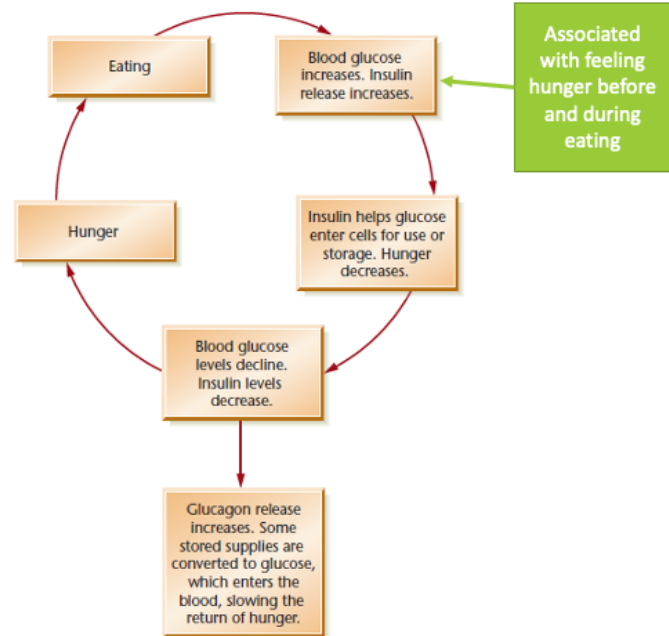 Eating
Blood glucose
increases. Insulin
release increases.
Associated
with feeling
hunger before
and during
eating
Insulin helps glucose
enter cells for use or
storage. Hunger
decreases.
Blood glucose
levels decline.
Insulin levels
decrease.
Hunger
Glucagon release
increases. Some
stored supplies are
converted to glucose,
which enters the
blood, slowing the
return of hunger.